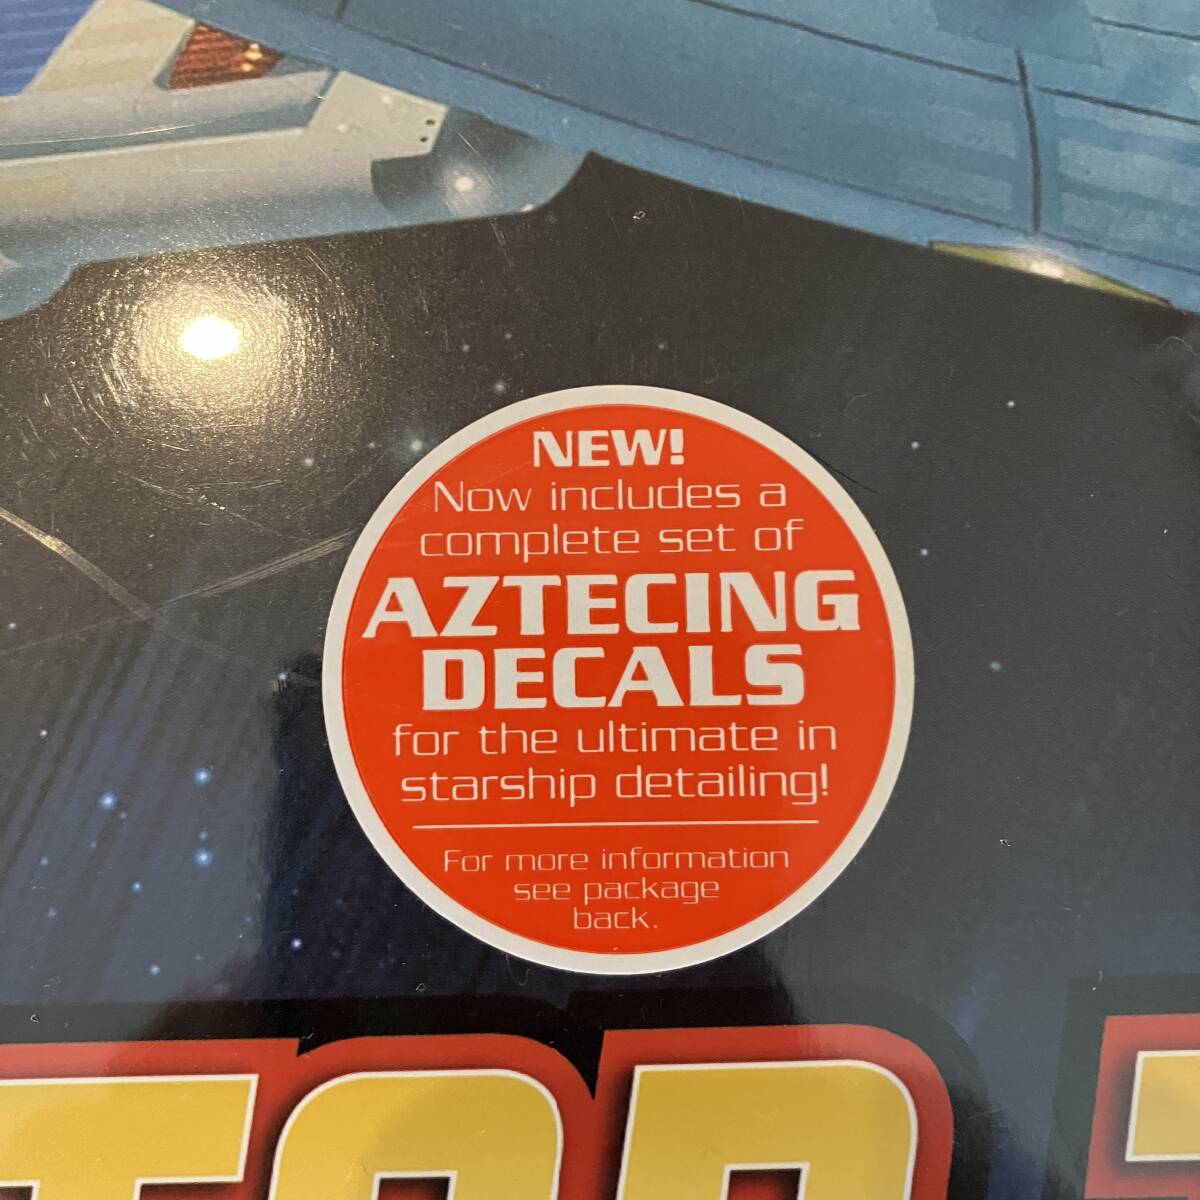 NEW!
Now includes a
complete set of
AZTECING
DECALS
for the ultimate in
starship detailing!
For more information
see package
back.